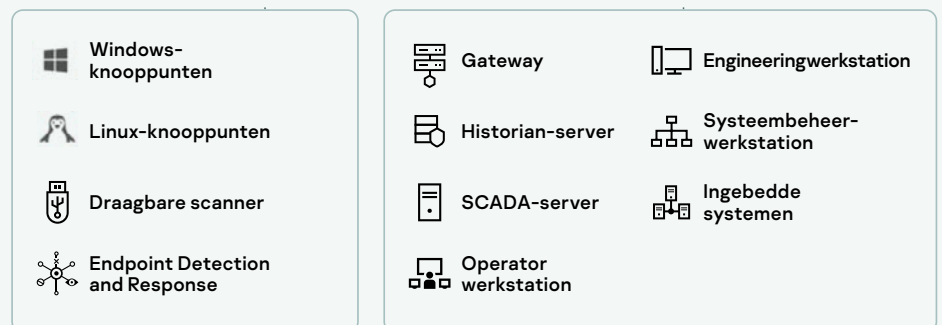 Windows-
knooppunten
Linux-knooppunten
Draagbare scanner
Endpoint Detection
and Response
Gateway
Historian-server
SCADA-server
Operator
werkstation
Engineeringwerkstation
Systeembeheer-
werkstation
Ingebedde
systemen